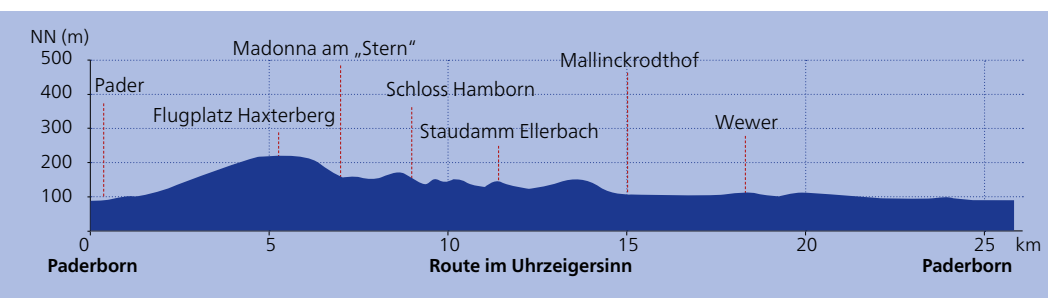 NN (m)
500
400
300
200
100
Madonna am „Stern“
Mallinckrodthof
Pader
Schloss Hamborn
Flugplatz Haxterberg
Staudamm Ellerbach
Wewer
0 5 10 15 20 25 km
Paderborn Route im Uhrzeigersinn Paderborn